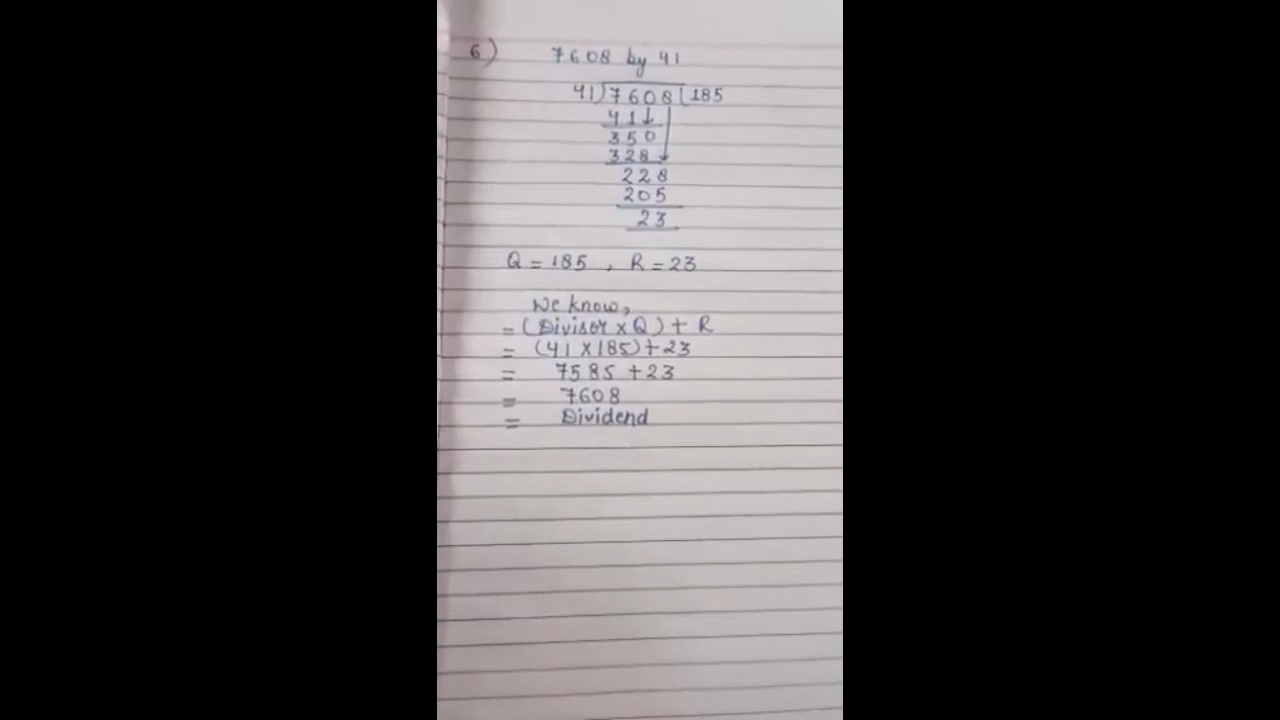 6) 7608 by 41
41)7608(185
41
350
328
228
205
23
Q = 185 , R = 23
We know,
= (Divisor x Q) + R
= (41 x 185) + 23
= 7585 + 23
= 7608
= Dividend